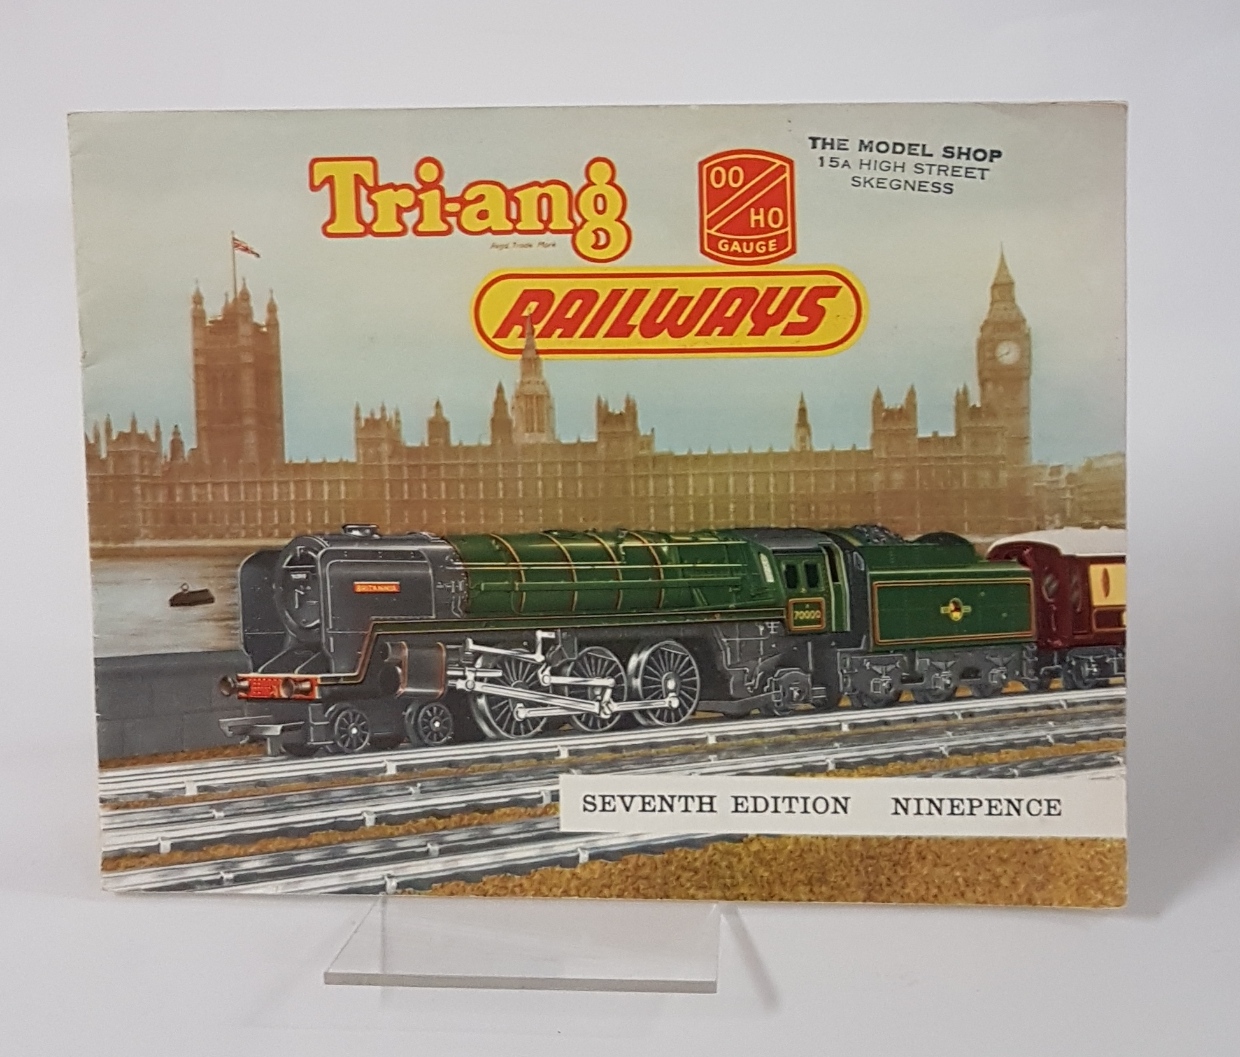 Tri-ang
Regd. Trade Mark
OO
HO
GAUGE
THE MODEL SHOP
15A HIGH STREET
SKEGNESS
RAILWAYS
BRITANNIA
70000
SEVENTH EDITION NINEPENCE